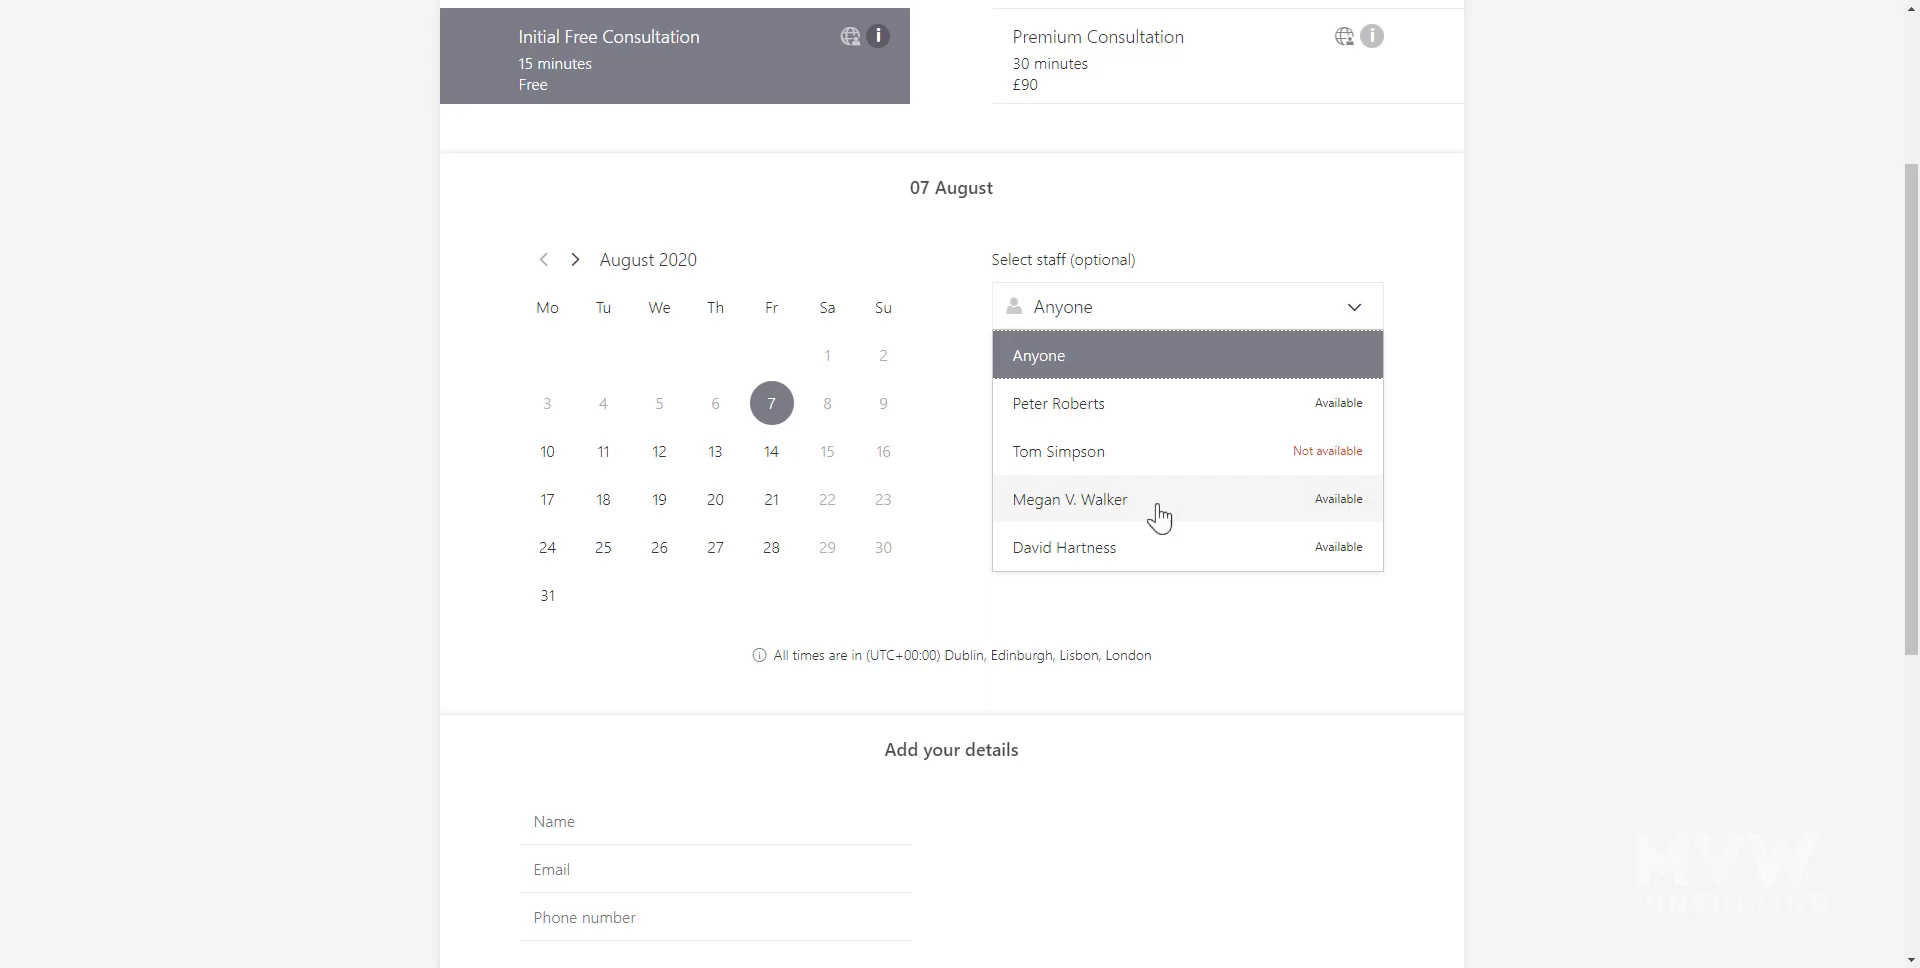 Initial Free Consultation
15 minutes
Free
Premium Consultation
30 minutes
£90
07 August
August 2020
Mo Tu We Th Fr Sa Su
1 2
3 4 5 6 7 8 9
10 11 12 13 14 15 16
17 18 19 20 21 22 23
24 25 26 27 28 29 30
31
Select staff (optional)
Anyone
Anyone
Peter Roberts Available
Tom Simpson Not available
Megan V. Walker Available
David Hartness Available
All times are in (UTC+00:00) Dublin, Edinburgh, Lisbon, London
Add your details
Name
Email
Phone number
MVW
CONSULTING